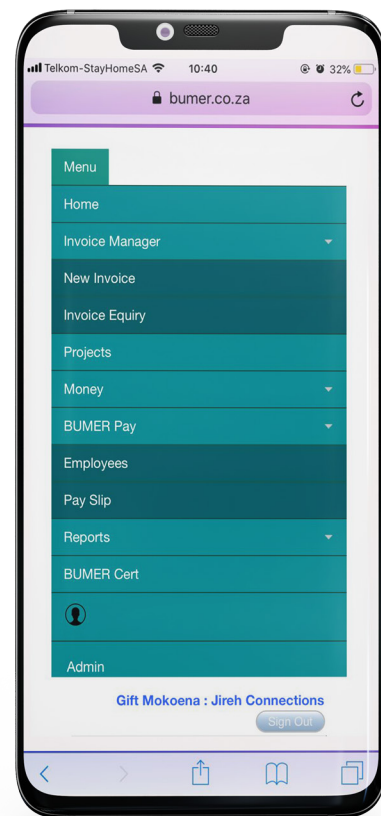 Telkom-StayHomeSA 10:40 32%
bumer.co.za
Menu
Home
Invoice Manager
New Invoice
Invoice Equiry
Projects
Money
BUMER Pay
Employees
Pay Slip
Reports
BUMER Cert
Admin
Gift Mokoena : Jireh Connections
Sign Out